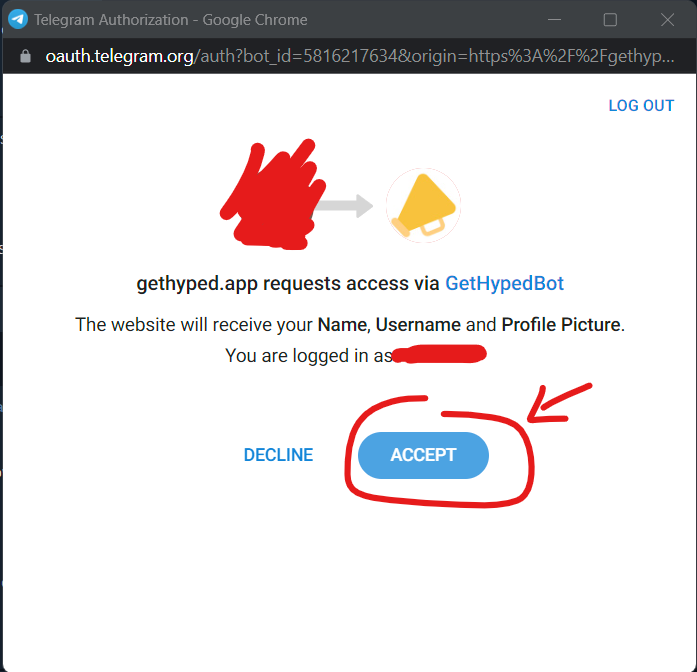 Telegram Authorization - Google Chrome
oauth.telegram.org/auth?bot_id=5816217634&origin=https%3A%2F%2Fgethyp...
LOG OUT
gethyped.app requests access via GetHypedBot
The website will receive your Name, Username and Profile Picture.
You are logged in as
DECLINE ACCEPT